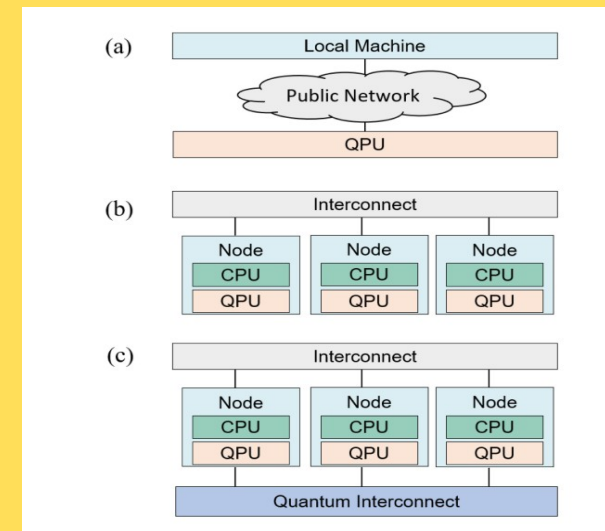 (a)
Local Machine
Public Network
QPU
(b)
Interconnect
Node Node Node
CPU CPU CPU
QPU QPU QPU
(c)
Interconnect
Node Node Node
CPU CPU CPU
QPU QPU QPU
Quantum Interconnect